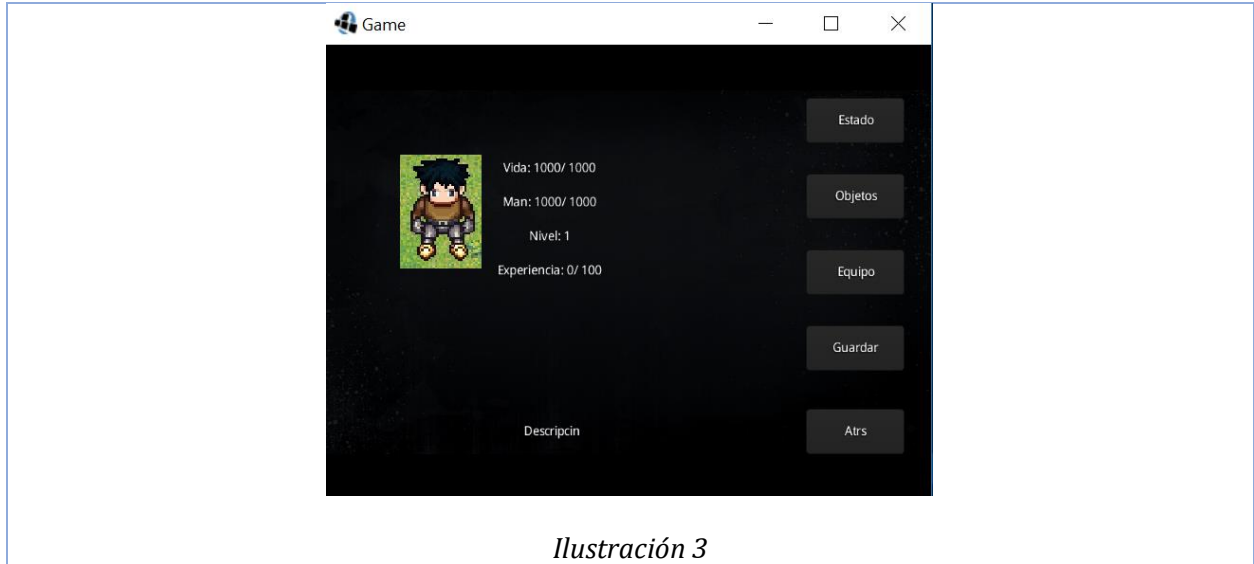 Game
Estado
Vida: 1000/ 1000
Objetos
Man: 1000/ 1000
Nivel: 1
Experiencia: 0/ 100
Equipo
Guardar
Descripcin
Atrs
Ilustración 3